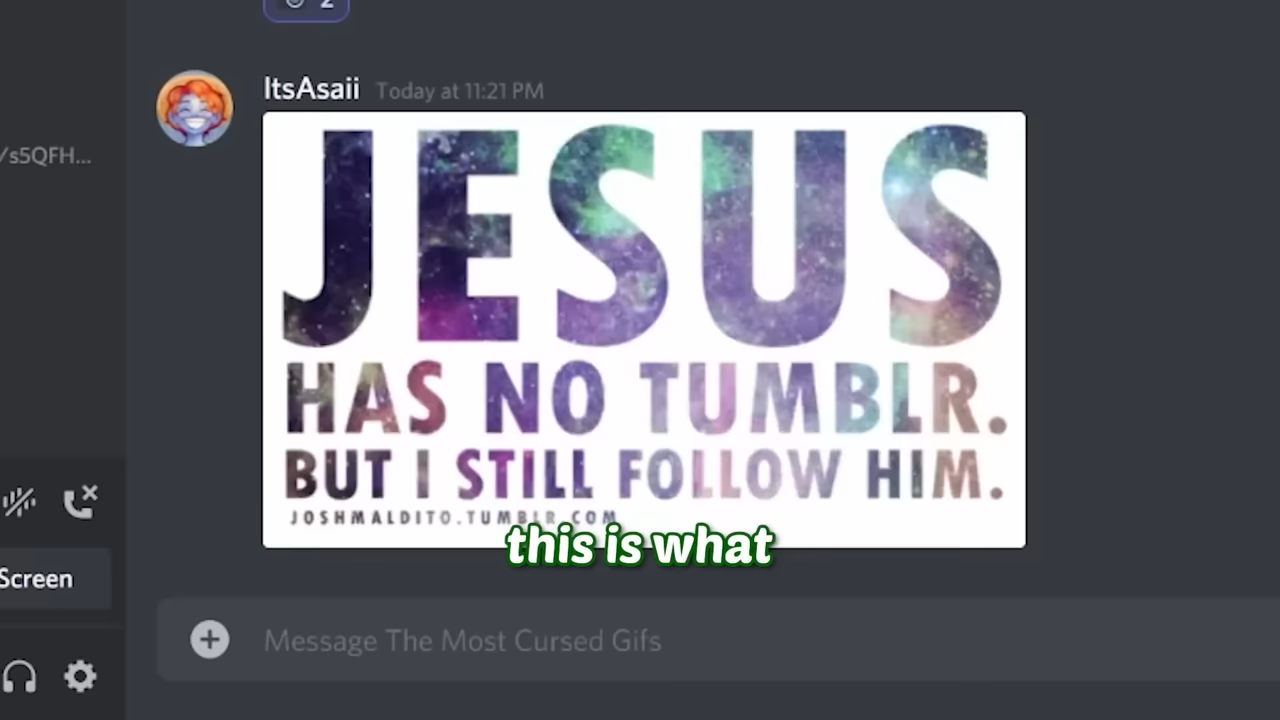 2
ItsAsaii Today at 11:21 PM
/s5QFH...
JESUS
HAS NO TUMBLR.
BUT I STILL FOLLOW HIM.
JOSHMALDITO.TUMBLR.COM
this is what
Screen
Message The Most Cursed Gifs